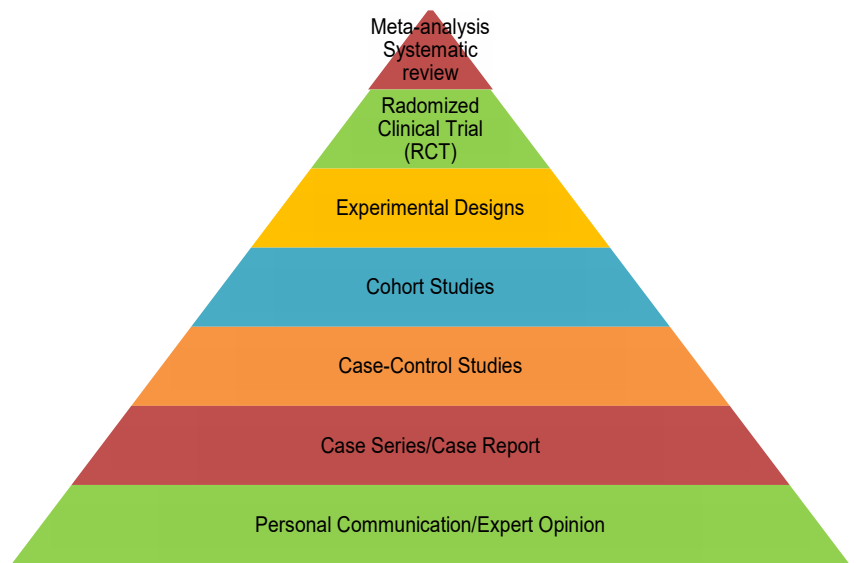 Meta-analysis
Systematic
review
Radomized
Clinical Trial
(RCT)
Experimental Designs
Cohort Studies
Case-Control Studies
Case Series/Case Report
Personal Communication/Expert Opinion